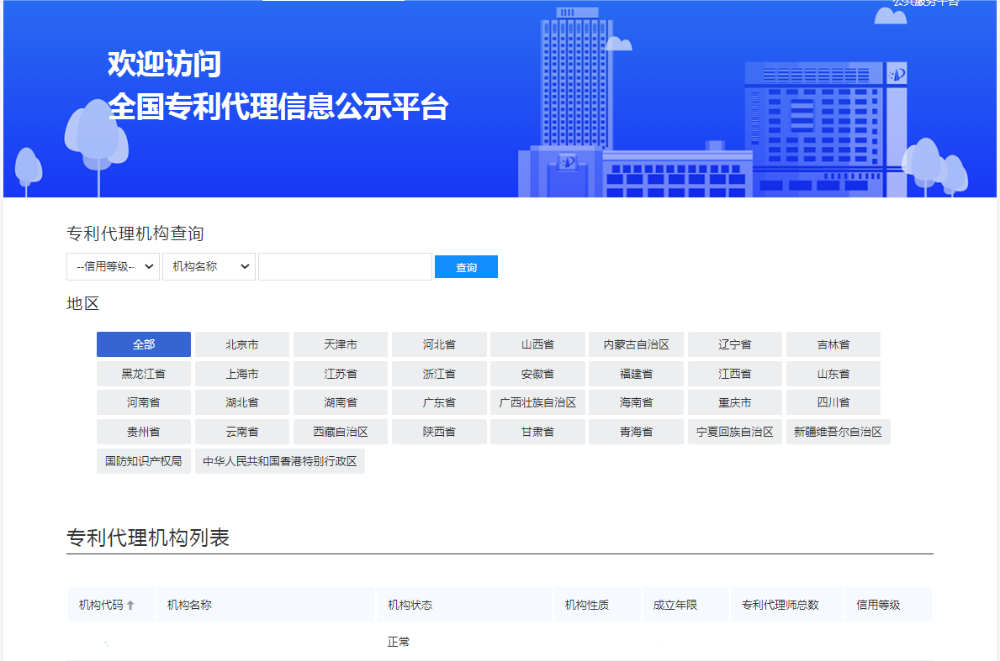 公共服务平台
欢迎访问
全国专利代理信息公示平台
专利代理机构查询
--信用等级-- 机构名称 查询
地区
全部 北京市 天津市 河北省 山西省 内蒙古自治区 辽宁省 吉林省
黑龙江省 上海市 江苏省 浙江省 安徽省 福建省 江西省 山东省
河南省 湖北省 湖南省 广东省 广西壮族自治区 海南省 重庆市 四川省
贵州省 云南省 西藏自治区 陕西省 甘肃省 青海省 宁夏回族自治区 新疆维吾尔自治区
国防知识产权局 中华人民共和国香港特别行政区
专利代理机构列表
机构代码 机构名称 机构状态 机构性质 成立年限 专利代理师总数 信用等级
正常